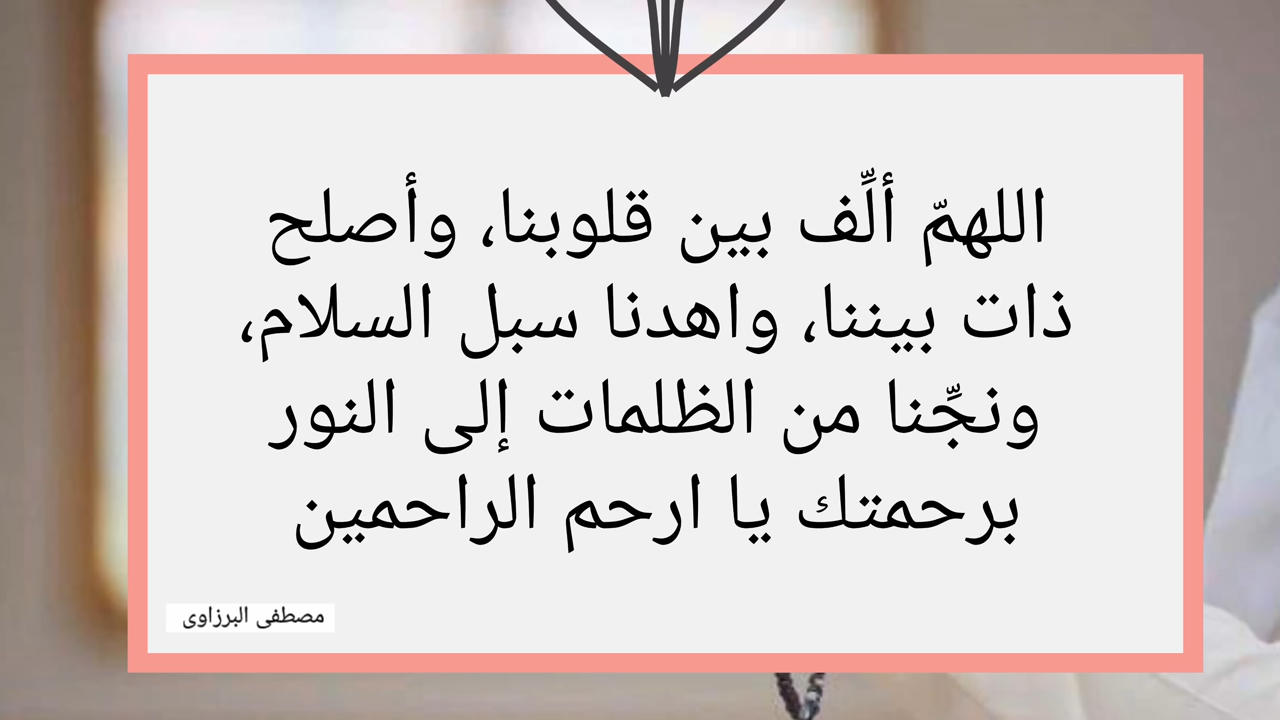 اللهمّ ألِّف بين قلوبنا، وأصلح
ذات بيننا، واهدنا سبل السلام،
ونجِّنا من الظلمات إلى النور
برحمتك يا ارحم الراحمين
مصطفى البرزاوى